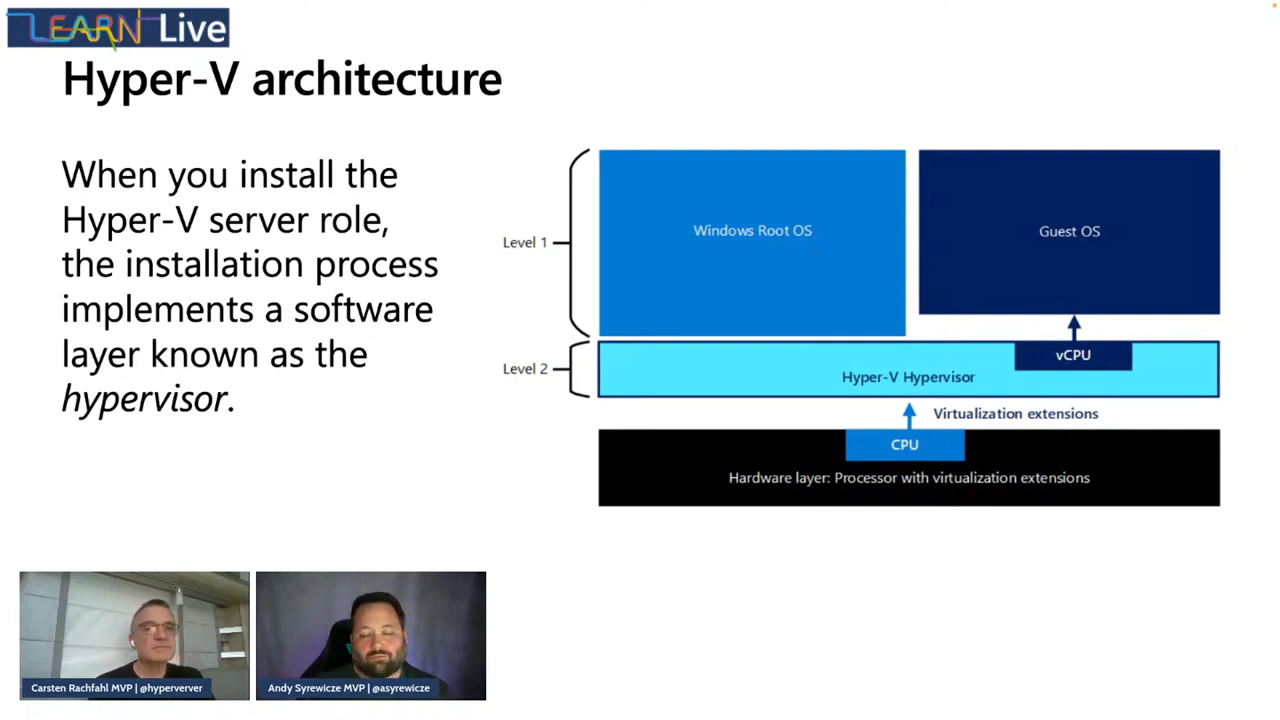 LEARN Live
Hyper-V architecture
When you install the
Hyper-V server role,
the installation process
implements a software
layer known as the
hypervisor.
Level 1
Windows Root OS
Guest OS
Level 2
vCPU
Hyper-V Hypervisor
Virtualization extensions
CPU
Hardware layer: Processor with virtualization extensions
Carsten Rachfahl MVP | @hyperverver
Andy Syrewicze MVP | @asyrewicze